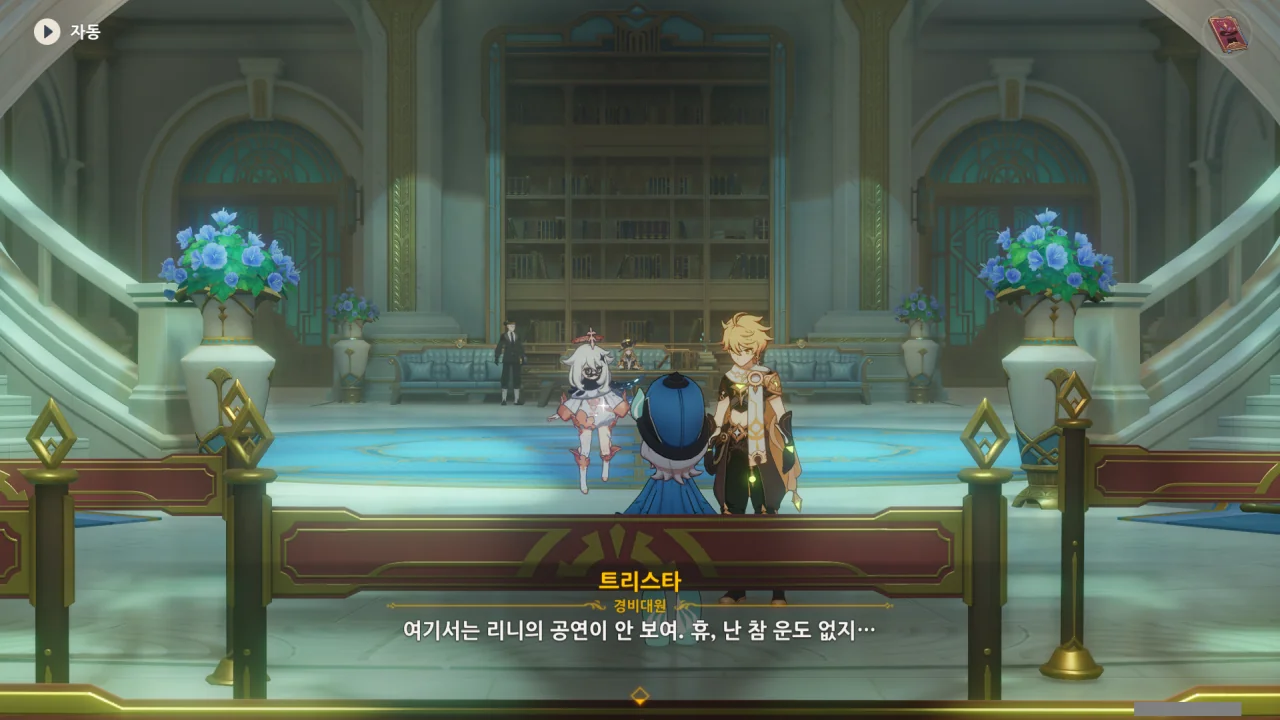 자동
트리스타
경비대원
여기서는 리니의 공연이 안 보여. 휴, 난 참 운도 없지…